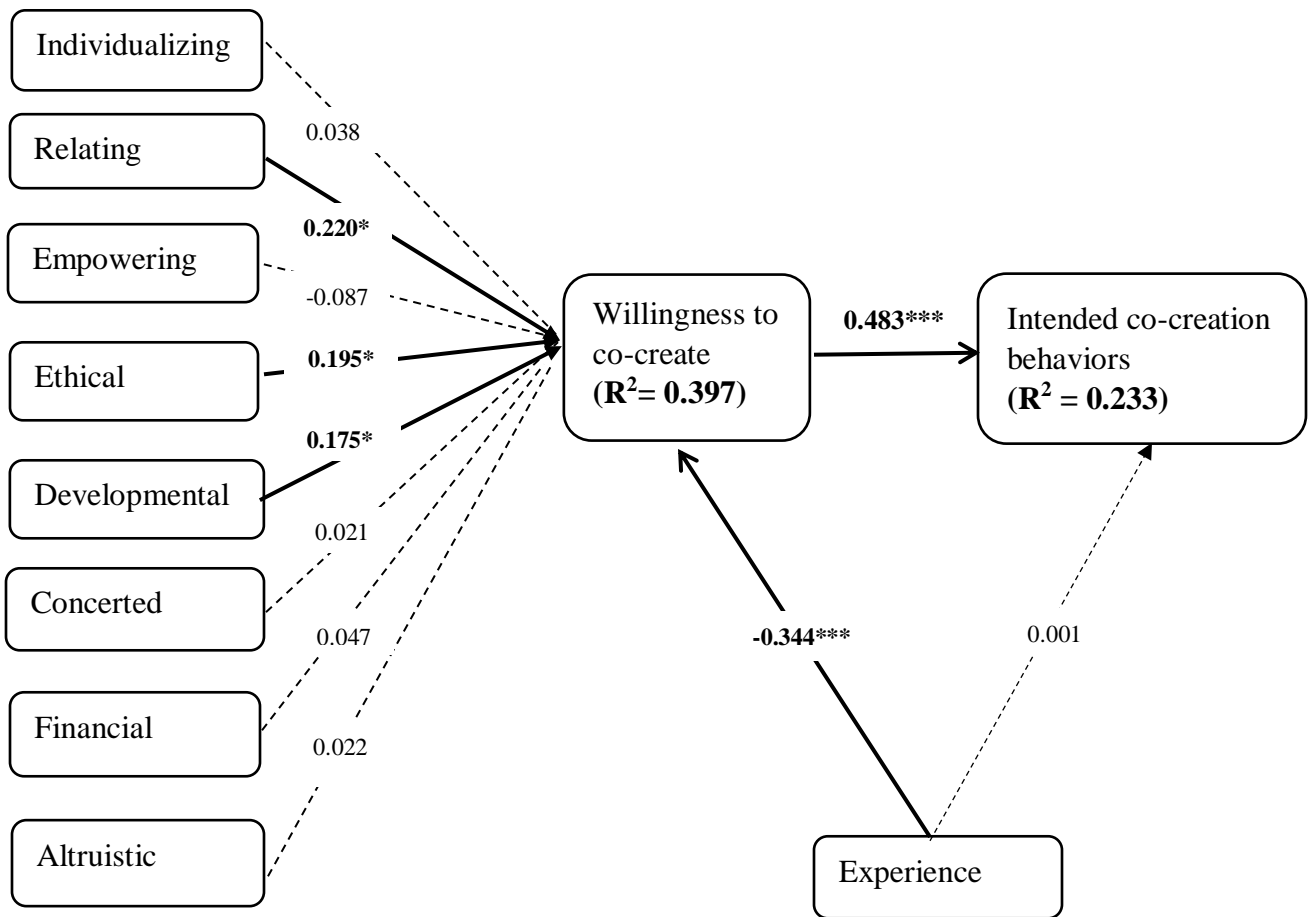 Individualizing
0.038
Relating
0.220*
Empowering
-0.087
Ethical
0.195*
Developmental
0.175*
Concerted
0.021
Financial
0.047
Altruistic
0.022
Willingness to
co-create
(R²= 0.397)
0.483***
Intended co-creation
behaviors
(R² = 0.233)
-0.344***
0.001
Experience